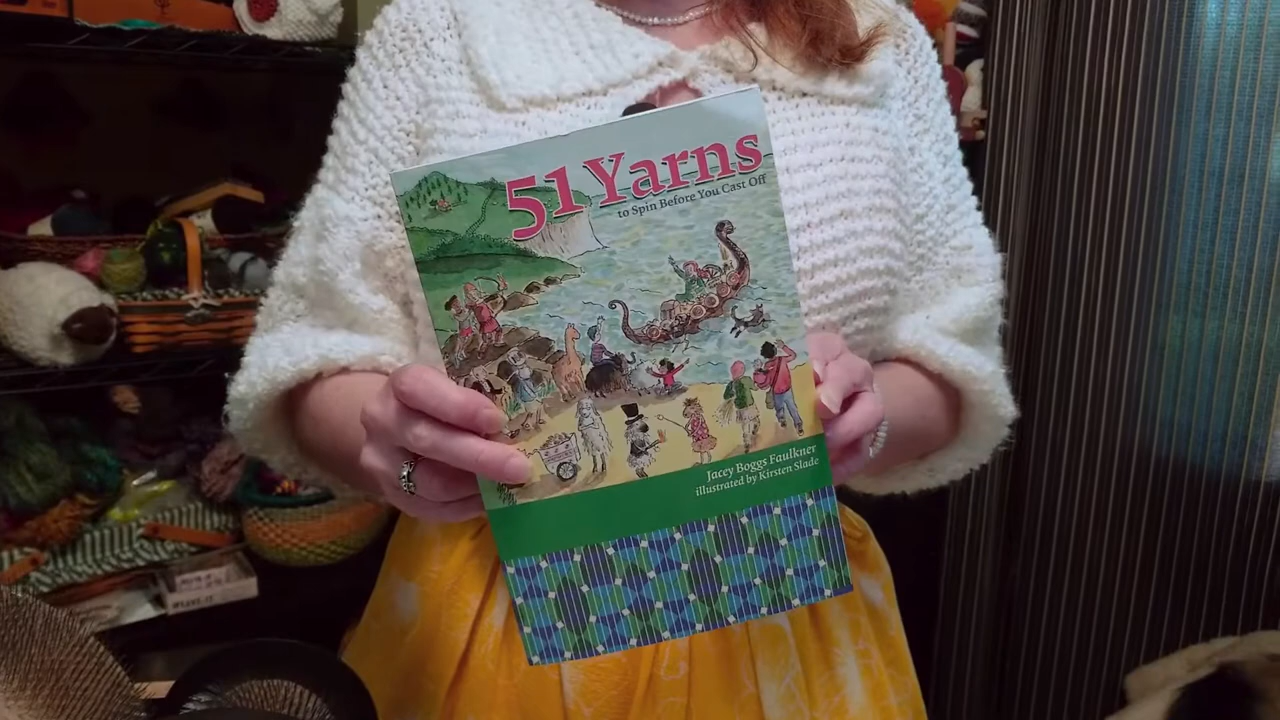 51 Yarns
to Spin Before You Cast Off
Jacey Boggs Faulkner
illustrated by Kirsten Slade